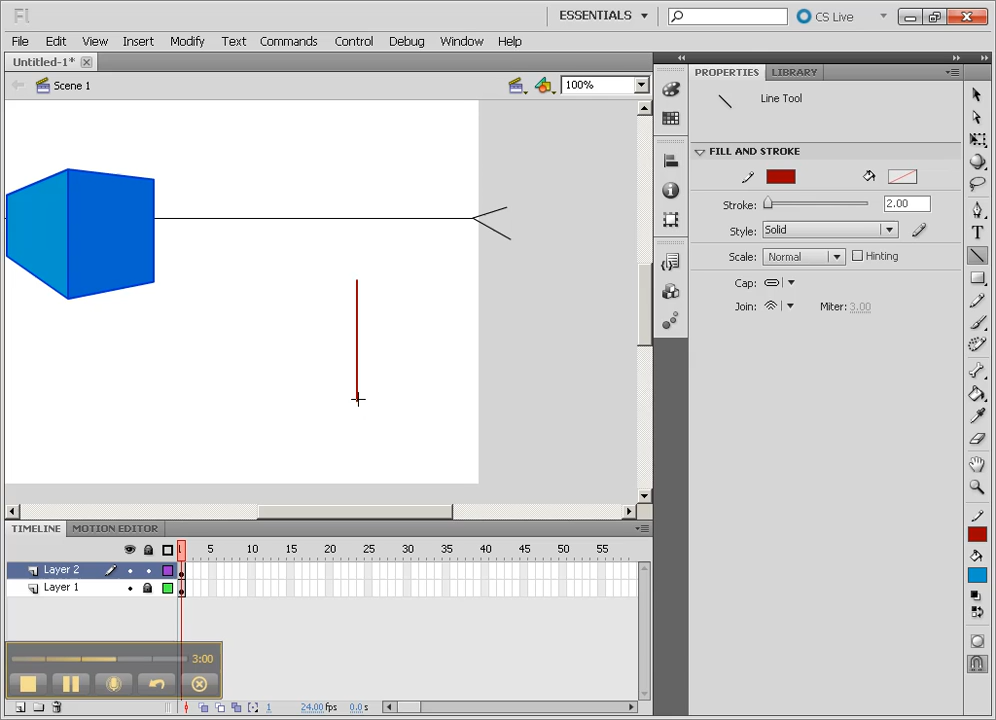 Fl
ESSENTIALS
CS Live
File Edit View Insert Modify Text Commands Control Debug Window Help
Untitled-1*
Scene 1
100%
PROPERTIES LIBRARY
Line Tool
FILL AND STROKE
Stroke: 2.00
Style: Solid
Scale: Normal Hinting
Cap:
Join: Miter: 3.00
TIMELINE MOTION EDITOR
1 5 10 15 20 25 30 35 40 45 50 55
Layer 2
Layer 1
3:00
1 24.00fps 0.0s